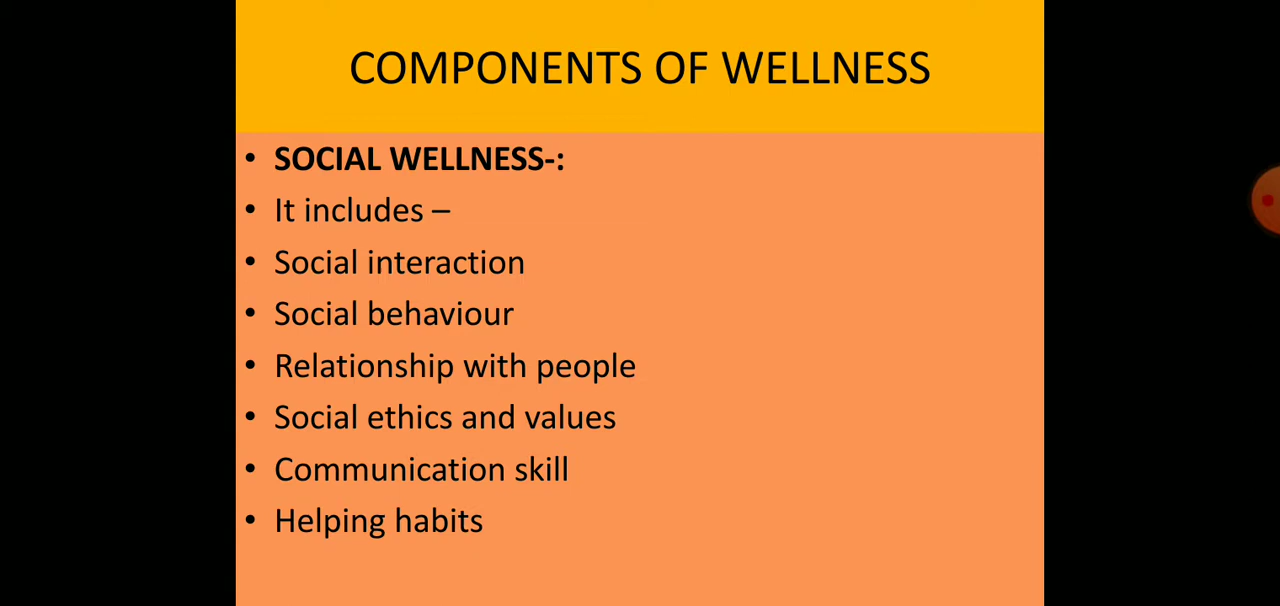 COMPONENTS OF WELLNESS
• SOCIAL WELLNESS-:
• It includes –
• Social interaction
• Social behaviour
• Relationship with people
• Social ethics and values
• Communication skill
• Helping habits